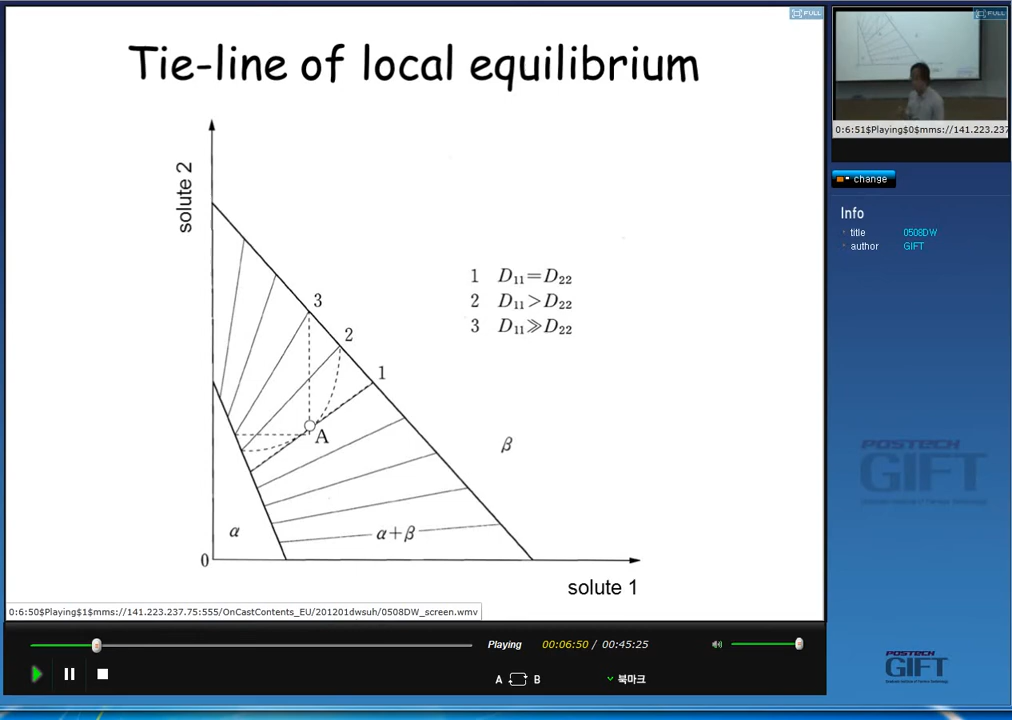 FULL
FULL
Tie-line of local equilibrium
solute 2
3
2
1
A
1 D₁₁=D₂₂
2 D₁₁>D₂₂
3 D₁₁≫D₂₂
β
α
α+β
0
solute 1
0:6:50$Playing$1$mms://141.223.237.75:555/OnCastContents_EU/201201dwsuh/0508DW_screen.wmv
Playing
00:06:50 / 00:45:25
A B
북마크
0:6:51$Playing$0$mms://141.223.237
change
Info
title 0508DW
author GIFT
POSTECH
GIFT
POSTECH
GIFT